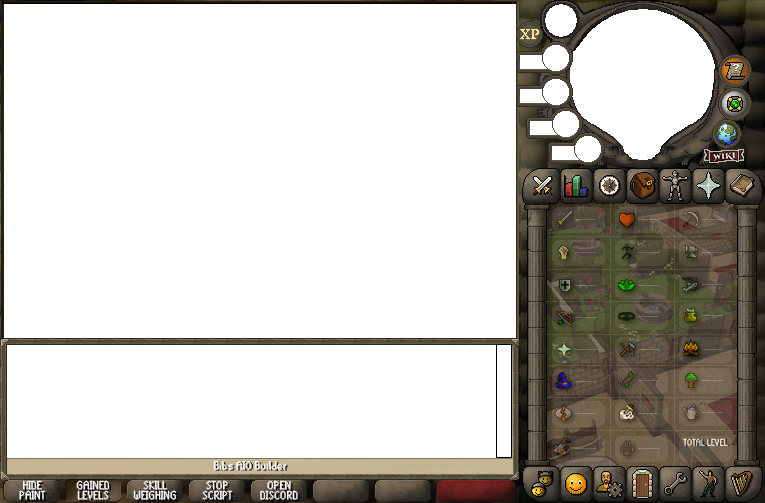 XP
WIKI
TOTAL LEVEL
Bibs AIO Builder
HIDE PAINT
GAINED LEVELS
SKILL WEIGHING
STOP SCRIPT
OPEN DISCORD